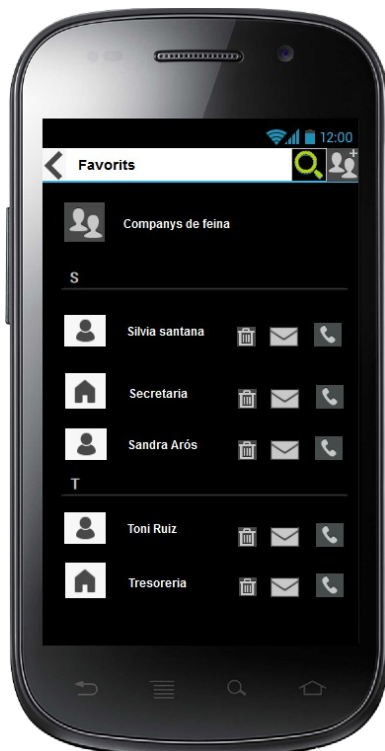 12:00
Favorits
Companys de feina
S
Silvia santana
Secretaria
Sandra Arós
T
Toni Ruiz
Tresoreria